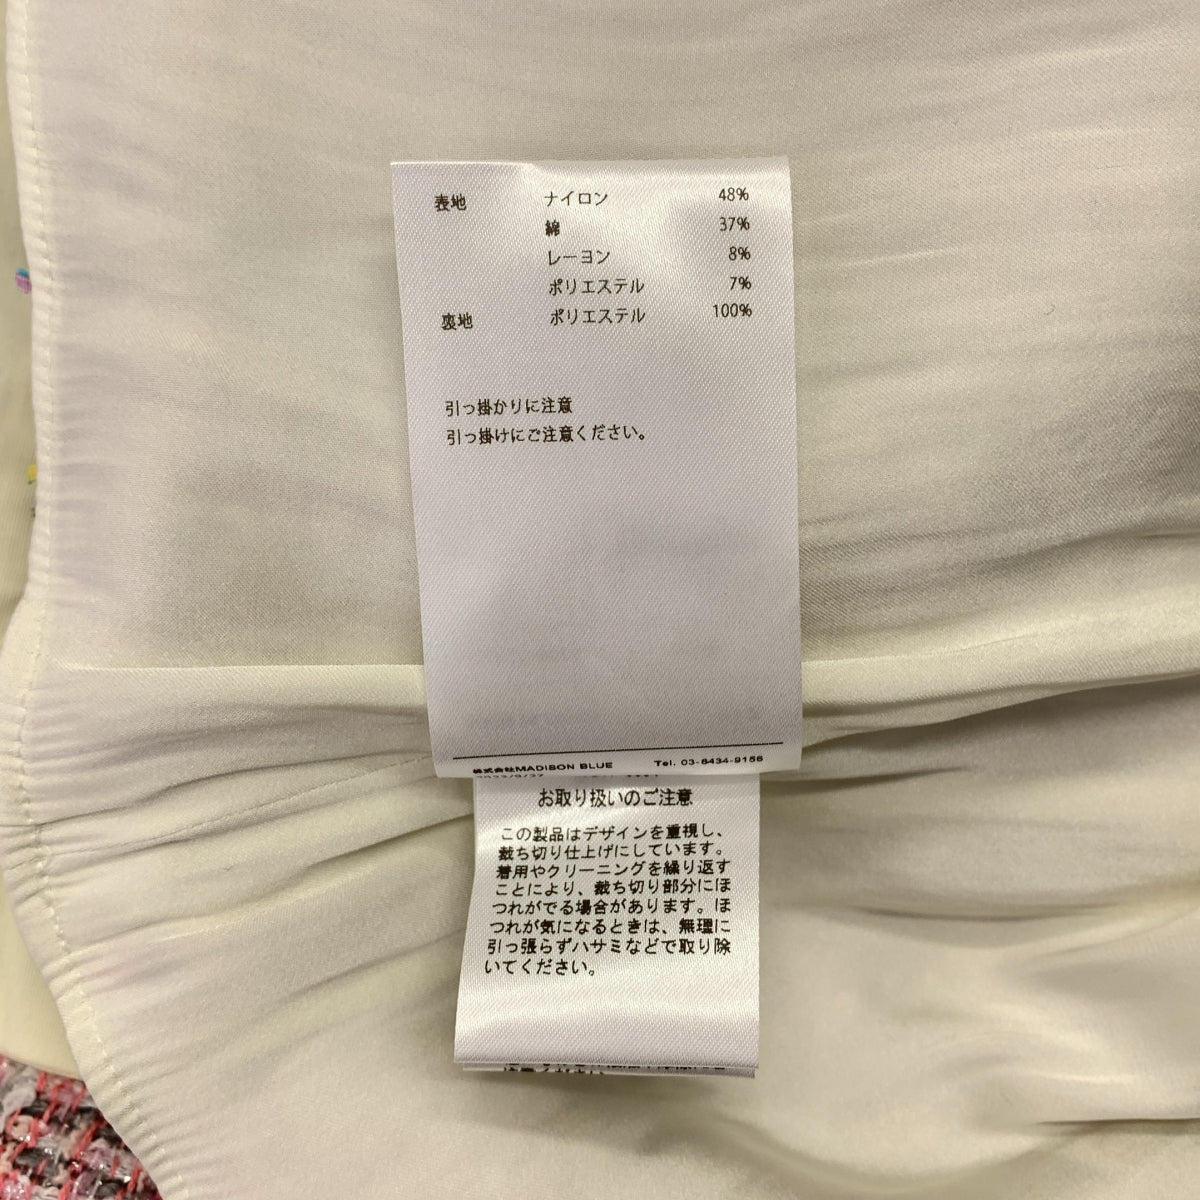 表地 ナイロン 48%
綿 37%
レーヨン 8%
ポリエステル 7%
裏地 ポリエステル 100%
引っ掛かりに注意
引っ掛けにご注意ください。
株式会社MADISON BLUE Tel. 03-6434-9156
お取り扱いのご注意
この製品はデザインを重視し、
裁ち切り仕上げにしています。
着用やクリーニングを繰り返す
ことにより、裁ち切り部分にほ
つれがでる場合があります。ほ
つれが気になるときは、無理に
引っ張らずハサミなどで取り除
いてください。